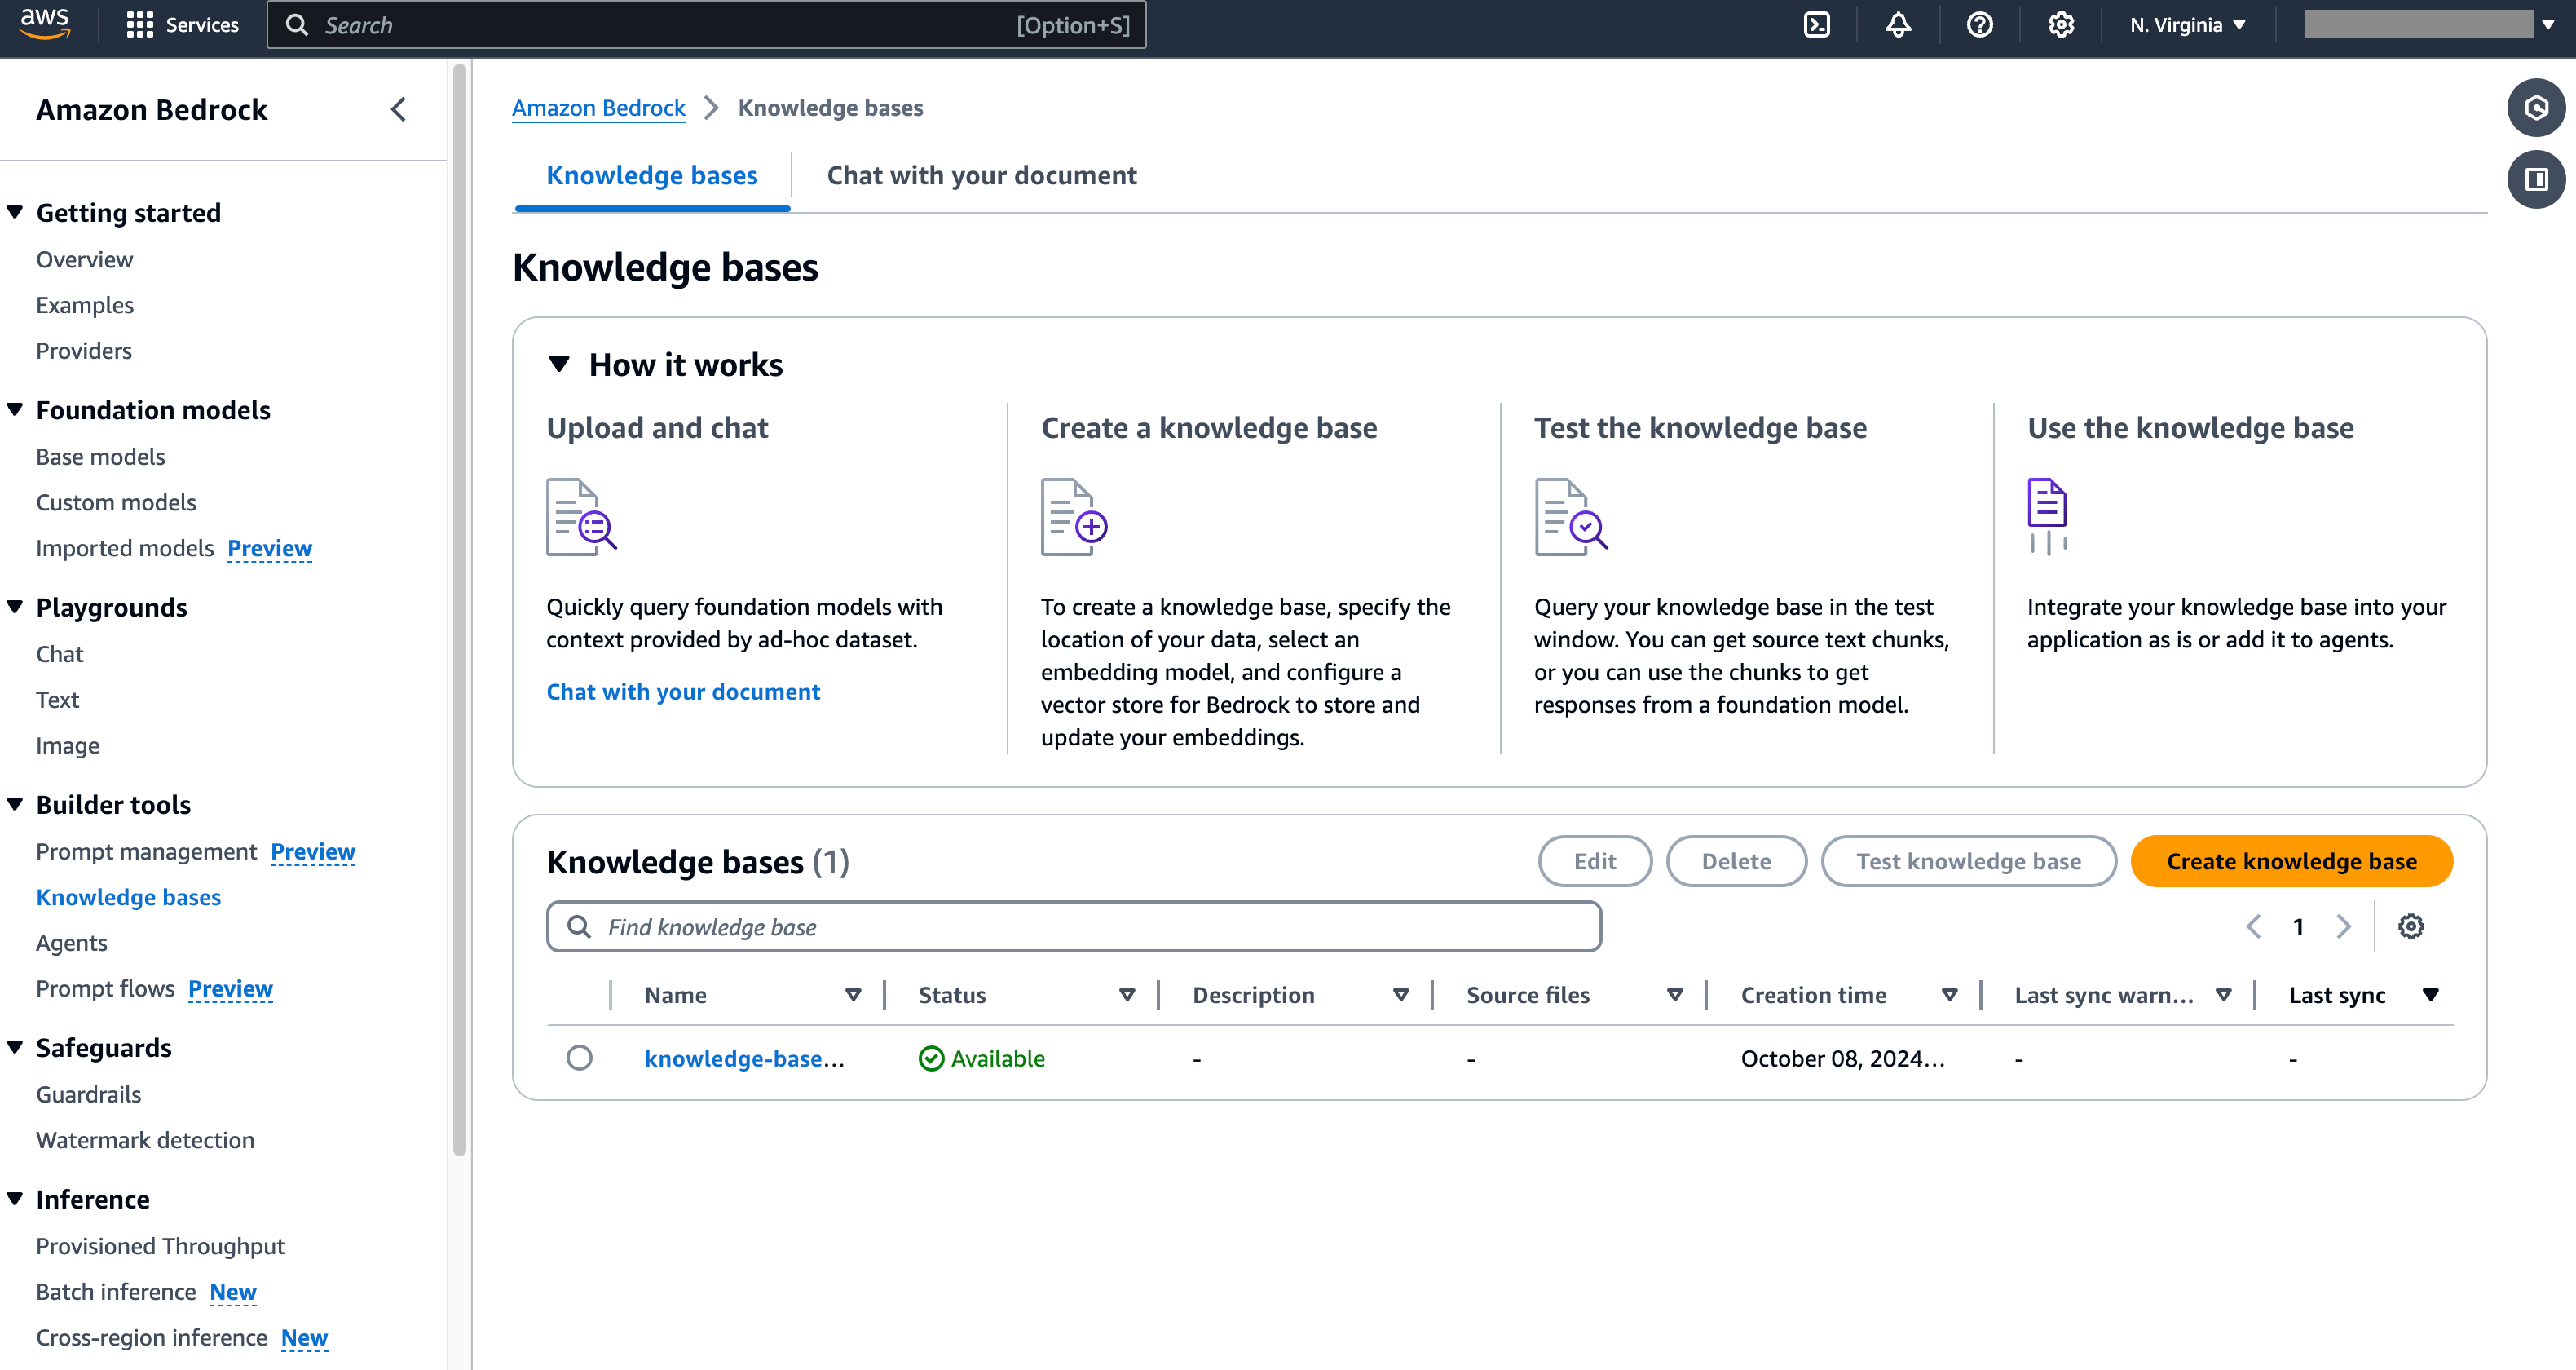 aws
Services
Search
[Option+S]
N. Virginia
Amazon Bedrock
Getting started
Overview
Examples
Providers
Foundation models
Base models
Custom models
Imported models Preview
Playgrounds
Chat
Text
Image
Builder tools
Prompt management Preview
Knowledge bases
Agents
Prompt flows Preview
Safeguards
Guardrails
Watermark detection
Inference
Provisioned Throughput
Batch inference New
Cross-region inference New
Amazon Bedrock > Knowledge bases
Knowledge bases
Chat with your document
Knowledge bases
How it works
Upload and chat
Quickly query foundation models with
context provided by ad-hoc dataset.
Chat with your document
Create a knowledge base
To create a knowledge base, specify the
location of your data, select an
embedding model, and configure a
vector store for Bedrock to store and
update your embeddings.
Test the knowledge base
Query your knowledge base in the test
window. You can get source text chunks,
or you can use the chunks to get
responses from a foundation model.
Use the knowledge base
Integrate your knowledge base into your
application as is or add it to agents.
Knowledge bases (1)
Edit
Delete
Test knowledge base
Create knowledge base
Find knowledge base
1
Name
Status
Description
Source files
Creation time
Last sync warn...
Last sync
knowledge-base...
Available
-
-
October 08, 2024...
-
-